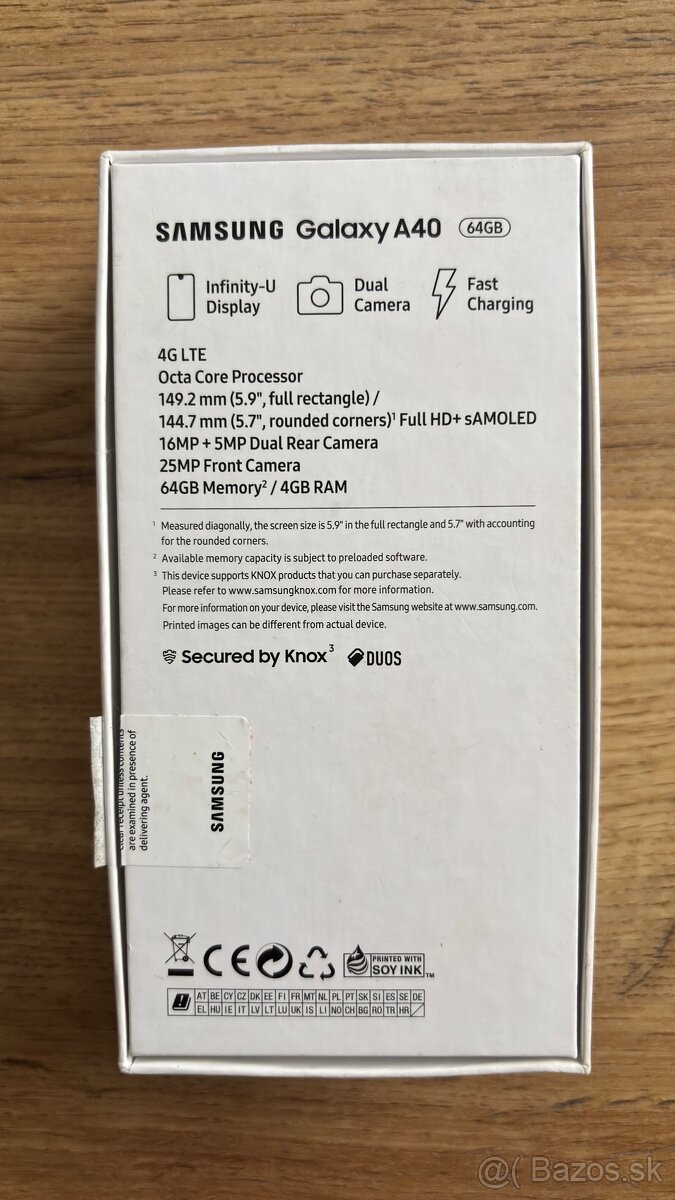 SAMSUNG Galaxy A40 64GB
Infinity-U
Display
Dual
Camera
Fast
Charging
4G LTE
Octa Core Processor
149.2 mm (5.9", full rectangle) /
144.7 mm (5.7", rounded corners)¹ Full HD+ sAMOLED
16MP + 5MP Dual Rear Camera
25MP Front Camera
64GB Memory² / 4GB RAM
¹ Measured diagonally, the screen size is 5.9" in the full rectangle and 5.7" with accounting
for the rounded corners.
² Available memory capacity is subject to preloaded software.
³ This device supports KNOX products that you can purchase separately.
Please refer to www.samsungknox.com for more information.
For more information on your device, please visit the Samsung website at www.samsung.com.
Printed images can be different from actual device.
Secured by Knox³ DUOS
clear receipt unless contents
are examined in presence of
delivering agent.
SAMSUNG
CE
PRINTED WITH
SOY INK™
AT BE CY CZ DK EE FI FR MT NL PL PT SK SI ES SE DE
EL HU IE IT LV LT LU UK IS LI NO CH BG RO TR HR
@( Bazos.sk